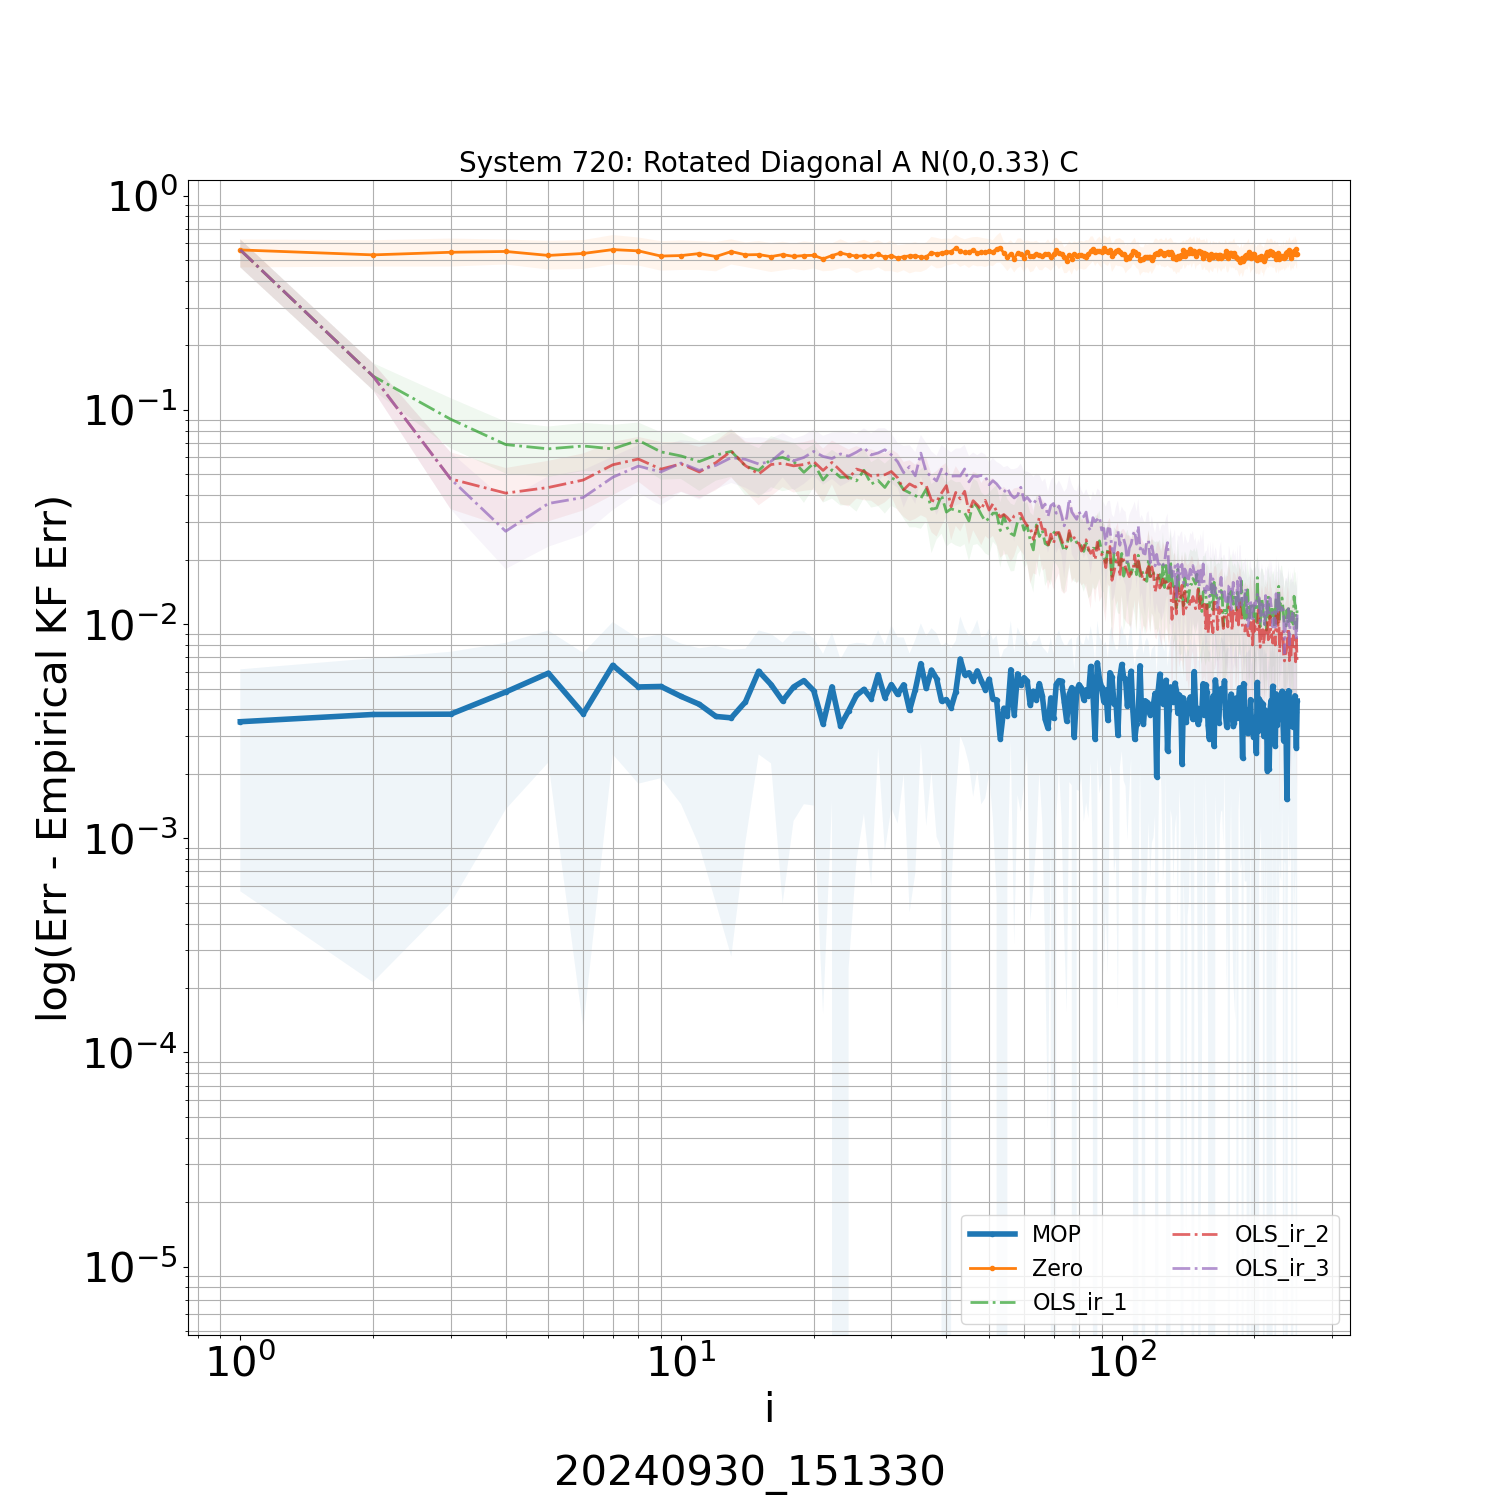 System 720: Rotated Diagonal A N(0,0.33) C
log(Err - Empirical KF Err)
10⁰
10⁻¹
10⁻²
10⁻³
10⁻⁴
10⁻⁵
MOP
Zero
OLS_ir_1
OLS_ir_2
OLS_ir_3
10⁰ 10¹ 10²
i
20240930_151330